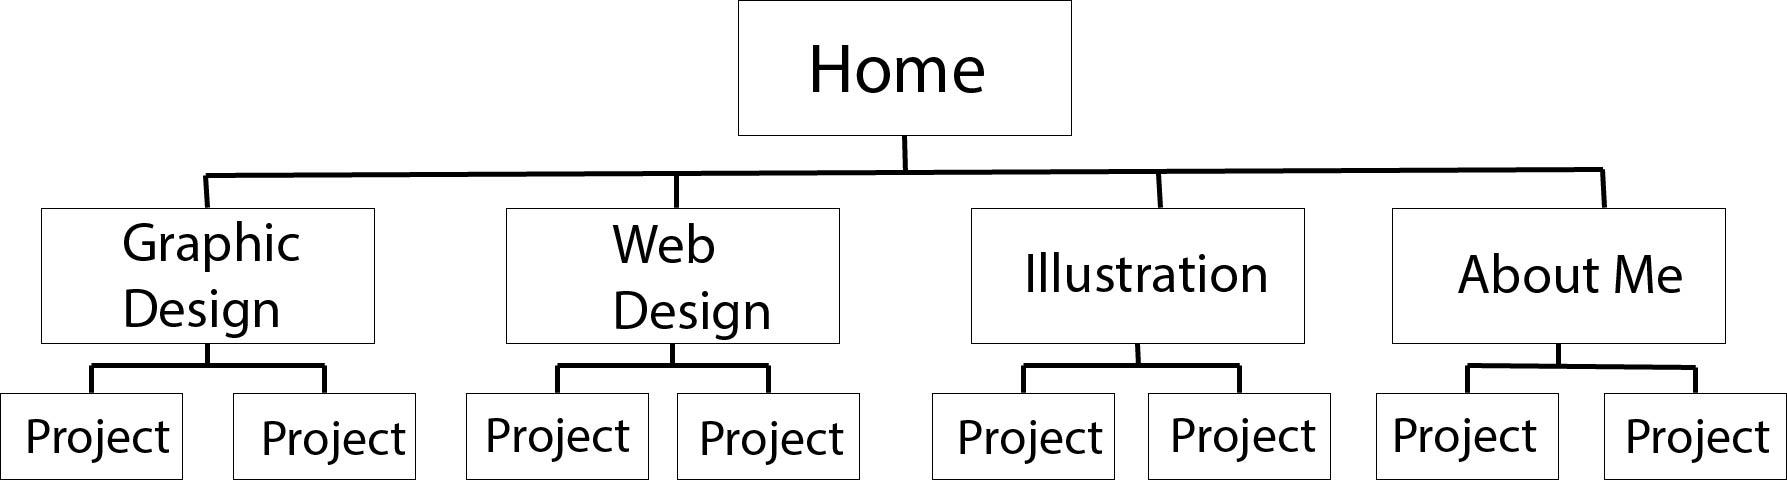 Home
Graphic
Design
Web
Design
Illustration
About Me
Project
Project
Project
Project
Project
Project
Project
Project